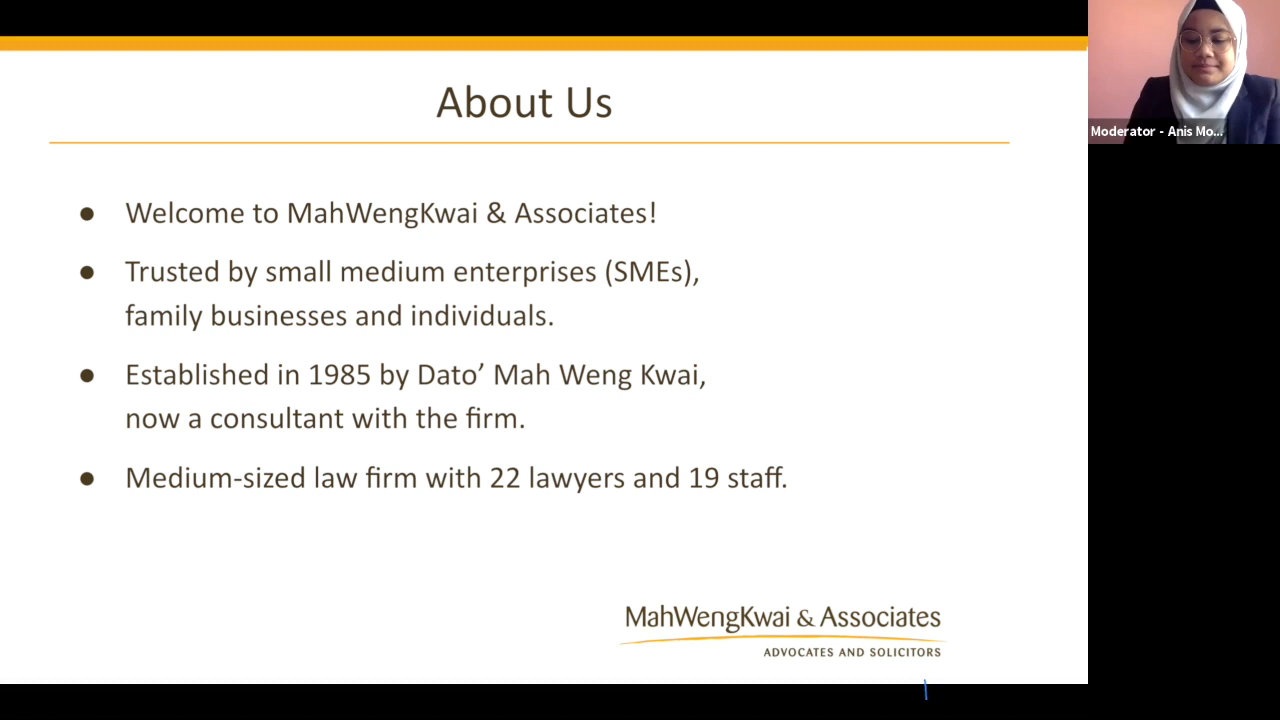 About Us
● Welcome to MahWengKwai & Associates!
● Trusted by small medium enterprises (SMEs),
family businesses and individuals.
● Established in 1985 by Dato’ Mah Weng Kwai,
now a consultant with the firm.
● Medium-sized law firm with 22 lawyers and 19 staff.
MahWengKwai & Associates
ADVOCATES AND SOLICITORS
Moderator - Anis Mo...